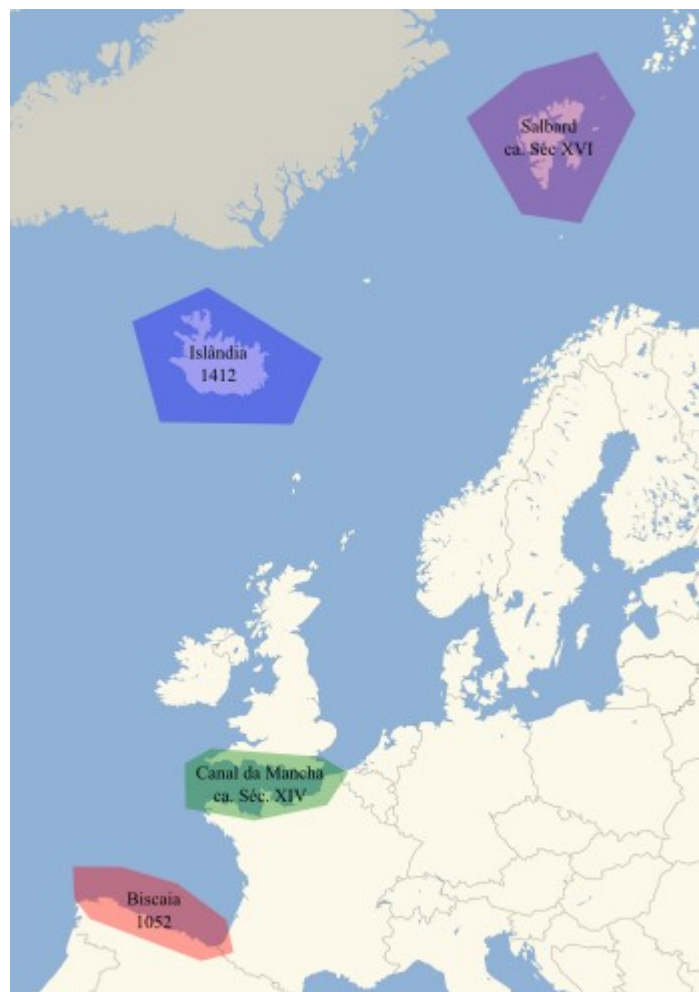 Salbard
ca. Séc XVI
Islândia
1412
Canal da Mancha
ca. Séc. XIV
Biscaia
1052